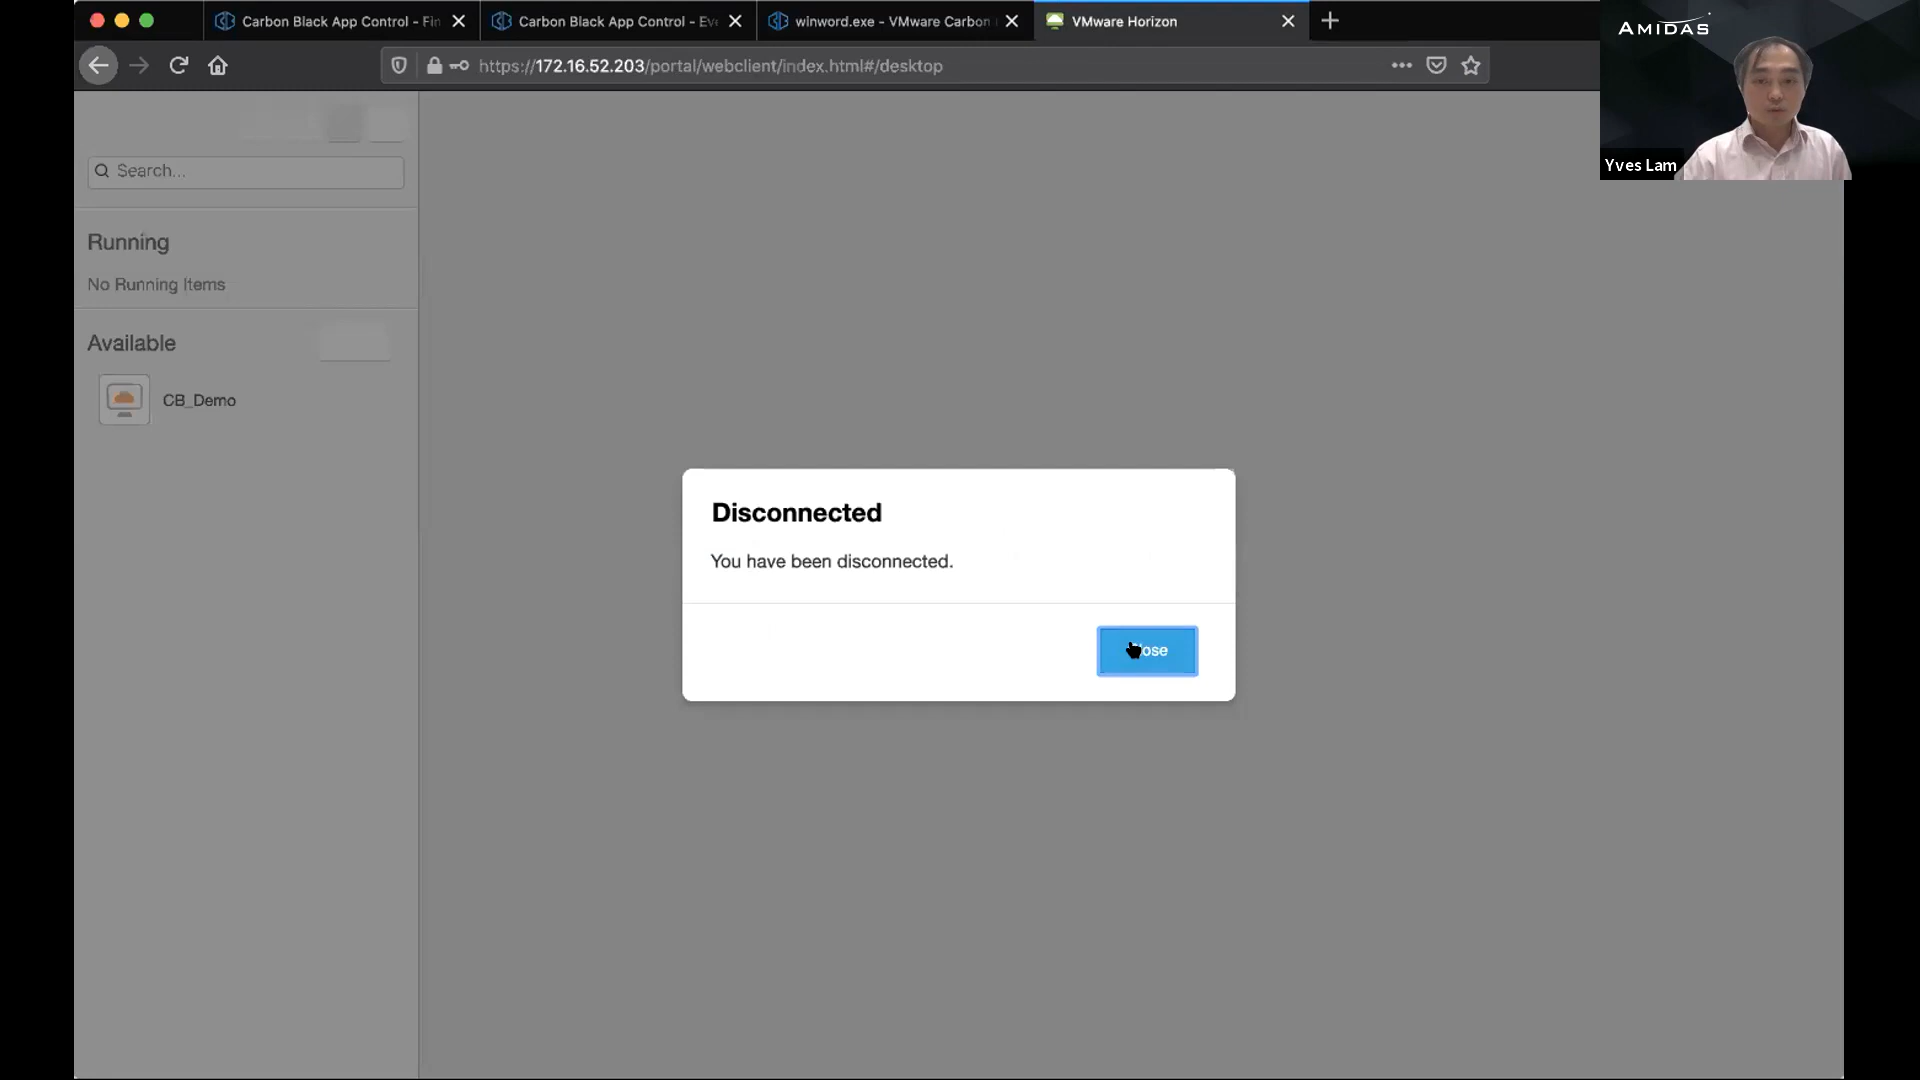 Carbon Black App Control - Fin
Carbon Black App Control - Eve
winword.exe - VMware Carbon
VMware Horizon
AMIDAS
https://172.16.52.203/portal/webclient/index.html#/desktop
Yves Lam
Search...
Running
No Running Items
Available
CB_Demo
Disconnected
You have been disconnected.